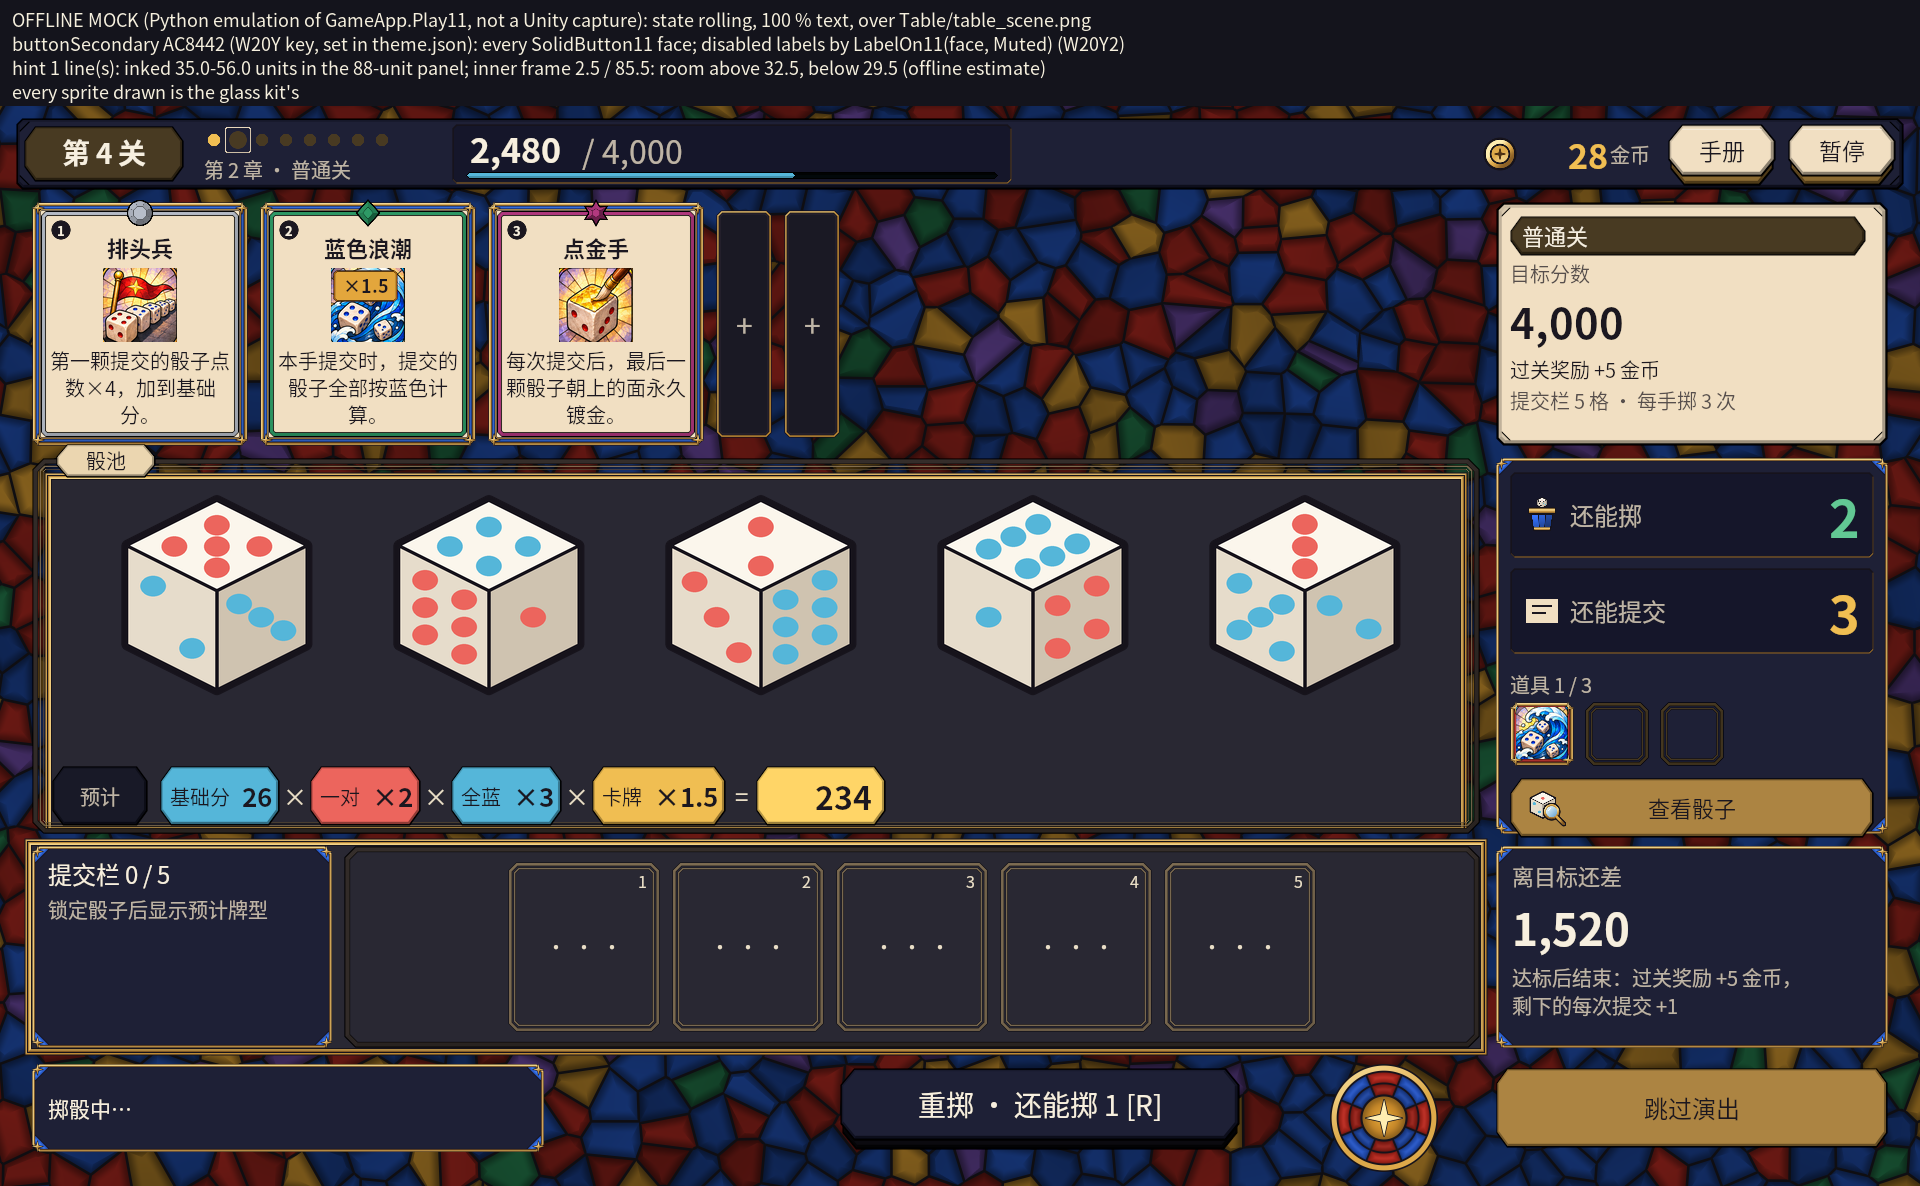 OFFLINE MOCK (Python emulation of GameApp.Play11, not a Unity capture): state rolling, 100 % text, over Table/table_scene.png
buttonSecondary AC8442 (W20Y key, set in theme.json): every SolidButton11 face; disabled labels by LabelOn11(face, Muted) (W20Y2)
hint 1 line(s): inked 35.0-56.0 units in the 88-unit panel; inner frame 2.5 / 85.5: room above 32.5, below 29.5 (offline estimate)
every sprite drawn is the glass kit's
第 4 关
第 2 章 · 普通关
2,480 / 4,000
28 金币
手册
暂停
1
排头兵
第一颗提交的骰子点
数×4，加到基础
分。
2
蓝色浪潮
×1.5
本手提交时，提交的
骰子全部按蓝色计
算。
3
点金手
每次提交后，最后一
颗骰子朝上的面永久
镀金。
+
+
普通关
目标分数
4,000
过关奖励 +5 金币
提交栏 5 格 · 每手掷 3 次
骰池
还能掷 2
还能提交 3
道具 1 / 3
查看骰子
预计 基础分 26 × 一对 ×2 × 全蓝 ×3 × 卡牌 ×1.5 = 234
提交栏 0 / 5
锁定骰子后显示预计牌型
1
2
3
4
5
离目标还差
1,520
达标后结束：过关奖励 +5 金币，
剩下的每次提交 +1
掷骰中…
重掷 · 还能掷 1 [R]
跳过演出